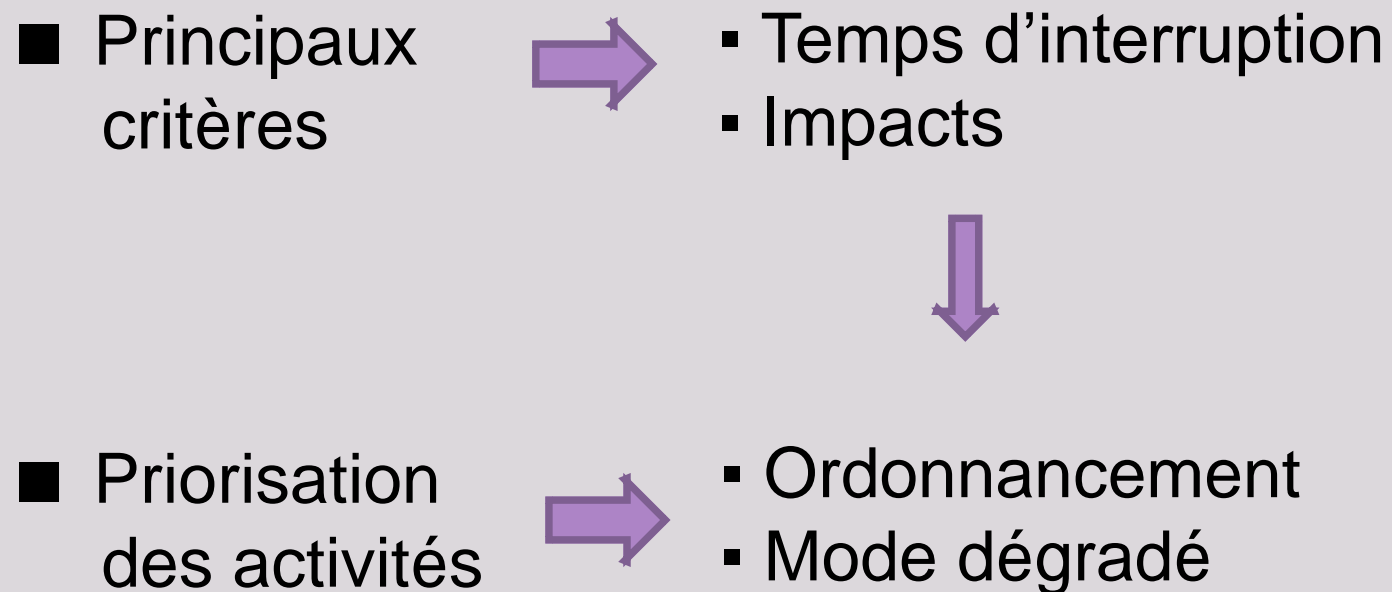 ■ Principaux
critères
▪ Temps d’interruption
▪ Impacts
■ Priorisation
des activités
▪ Ordonnancement
▪ Mode dégradé